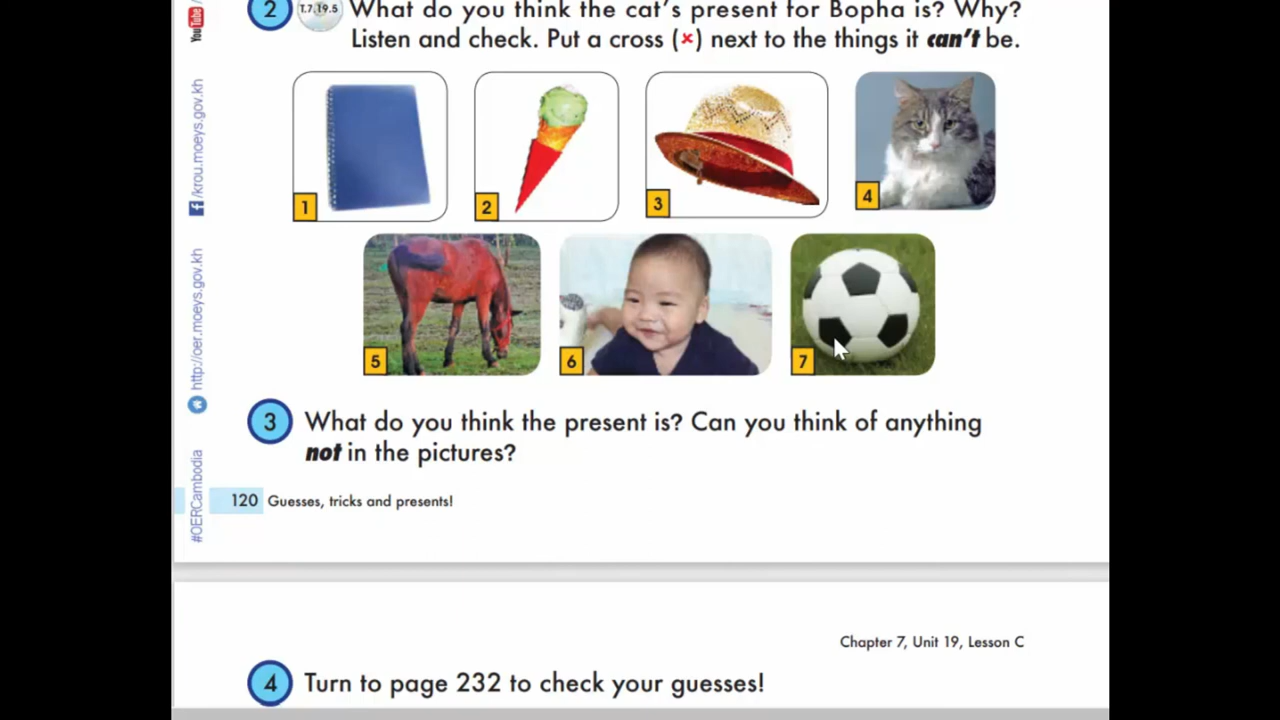 2 T.7.19.5 What do you think the cat's present for Bopha is? Why?
Listen and check. Put a cross (×) next to the things it can't be.
1
2
3
4
5
6
7
3 What do you think the present is? Can you think of anything
not in the pictures?
120 Guesses, tricks and presents!
Chapter 7, Unit 19, Lesson C
4 Turn to page 232 to check your guesses!
YouTube /
/krou.moeys.gov.kh
http://oer.moeys.gov.kh
#OERCambodia